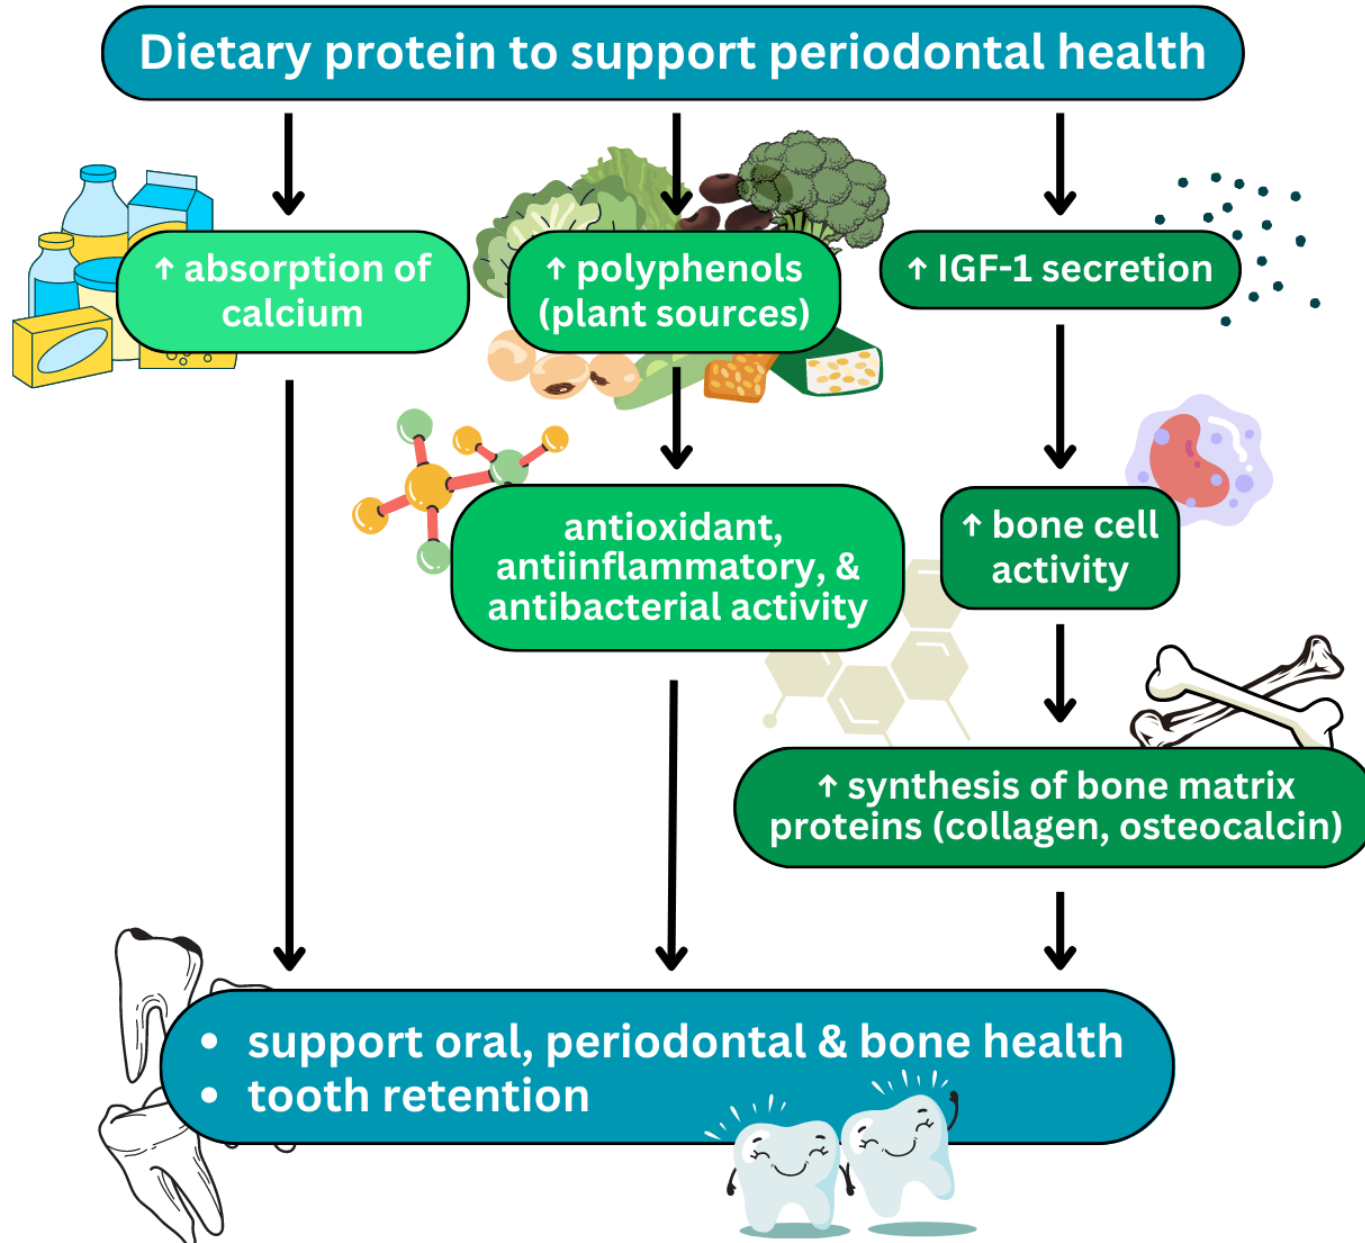 Dietary protein to support periodontal health
↑ absorption of
calcium
↑ polyphenols
(plant sources)
↑ IGF-1 secretion
antioxidant,
antiinflammatory, &
antibacterial activity
↑ bone cell
activity
↑ synthesis of bone matrix
proteins (collagen, osteocalcin)
• support oral, periodontal & bone health
• tooth retention